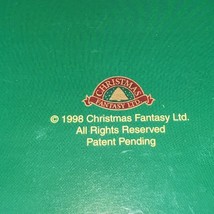 CHRISTMAS
FANTASY LTD.
© 1998 Christmas Fantasy Ltd.
All Rights Reserved
Patent Pending